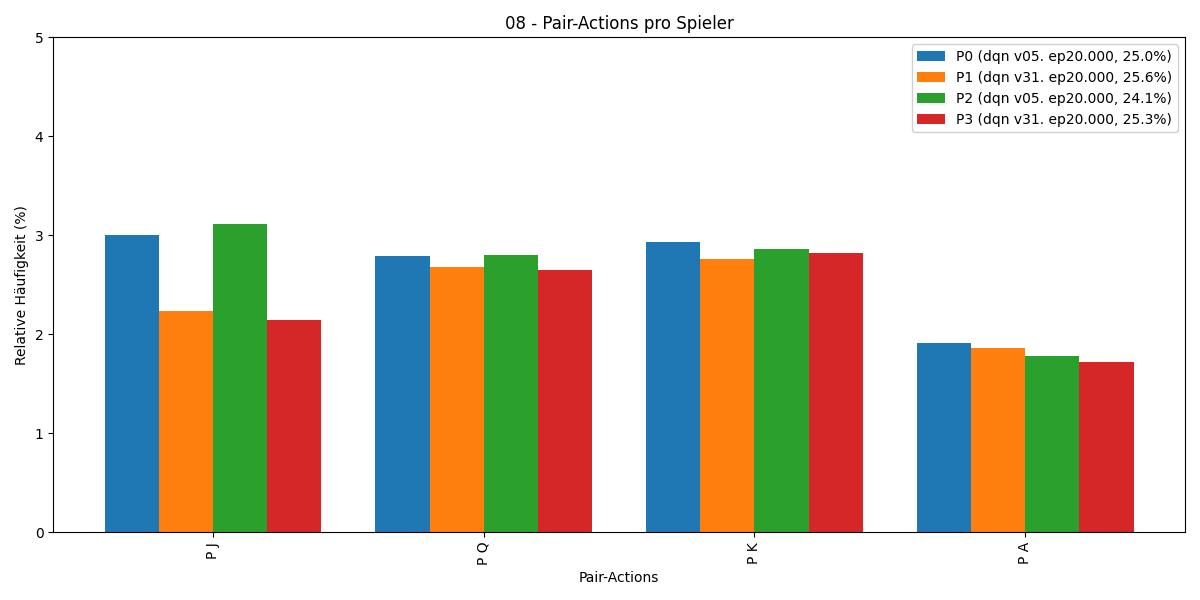 08 - Pair-Actions pro Spieler
P0 (dqn v05. ep20.000, 25.0%)
P1 (dqn v31. ep20.000, 25.6%)
P2 (dqn v05. ep20.000, 24.1%)
P3 (dqn v31. ep20.000, 25.3%)
Relative Häufigkeit (%)
5
4
3
2
1
0
P J
P Q
P K
P A
Pair-Actions